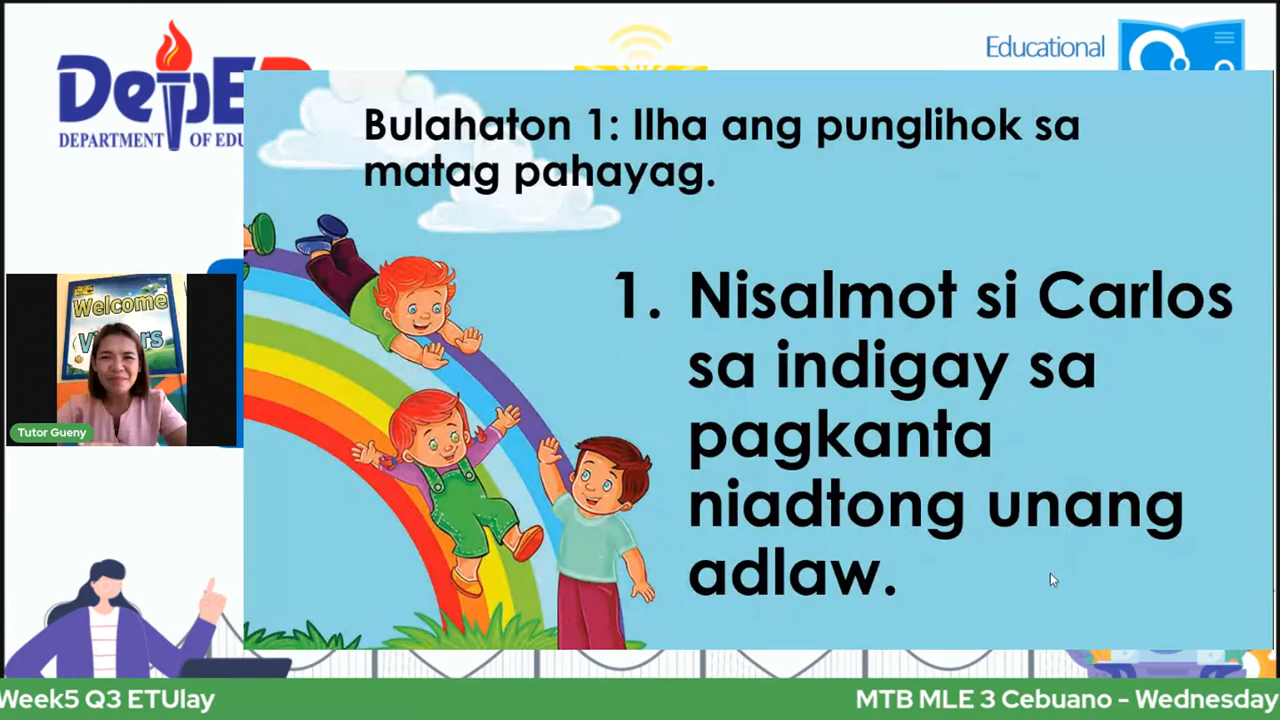 DepE
DEPARTMENT OF EDU
Educational
Bulahaton 1: Ilha ang punglihok sa
matag pahayag.
1. Nisalmot si Carlos
sa indigay sa
pagkanta
niadtong unang
adlaw.
Welcome
Tutor Gueny
Week5 Q3 ETUlay
MTB MLE 3 Cebuano - Wednesday